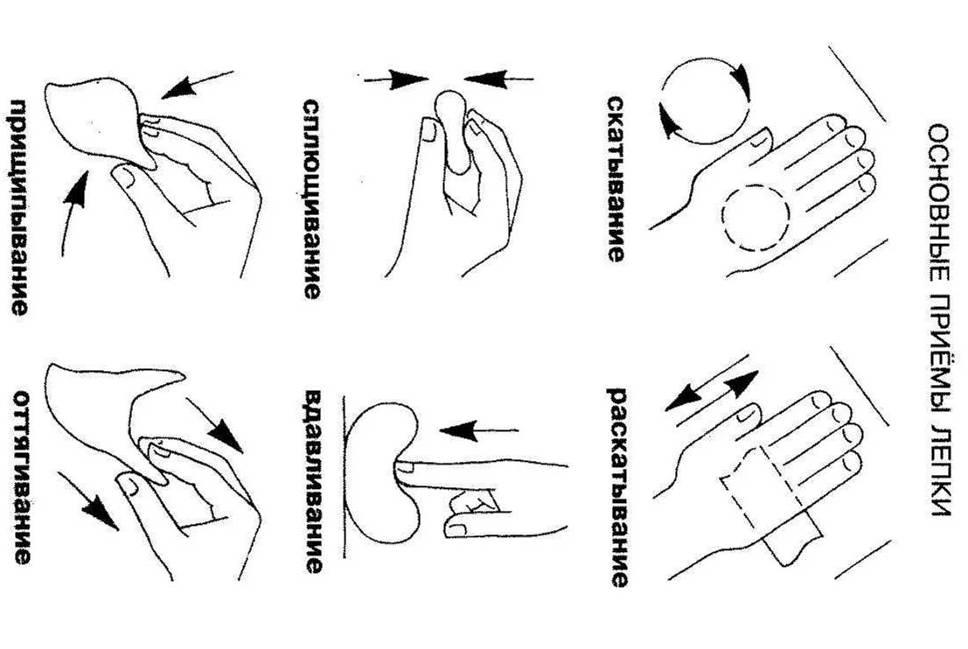 ОСНОВНЫЕ ПРИЁМЫ ЛЕПКИ
скатывание
раскатывание
сплющивание
вдавливание
прищипывание
оттягивание